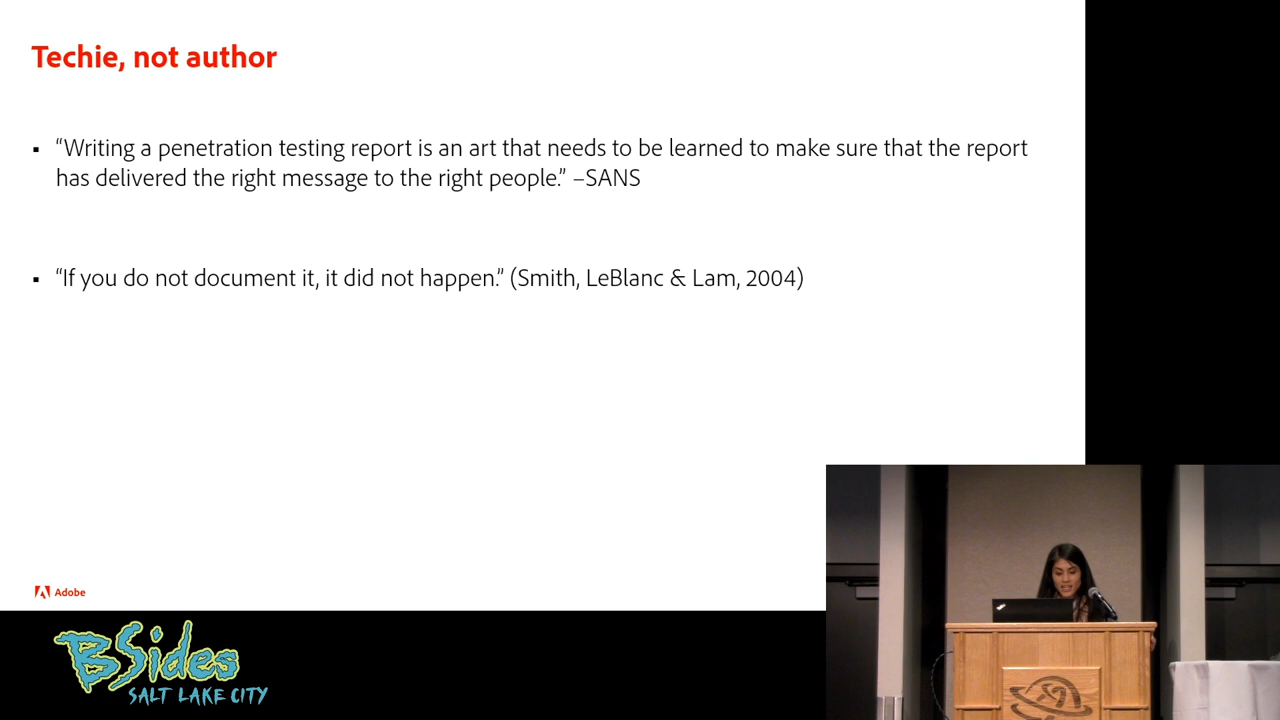 Techie, not author
▪ “Writing a penetration testing report is an art that needs to be learned to make sure that the report
has delivered the right message to the right people.” –SANS
▪ “If you do not document it, it did not happen.” (Smith, LeBlanc & Lam, 2004)
Adobe
BSides
SALT LAKE CITY